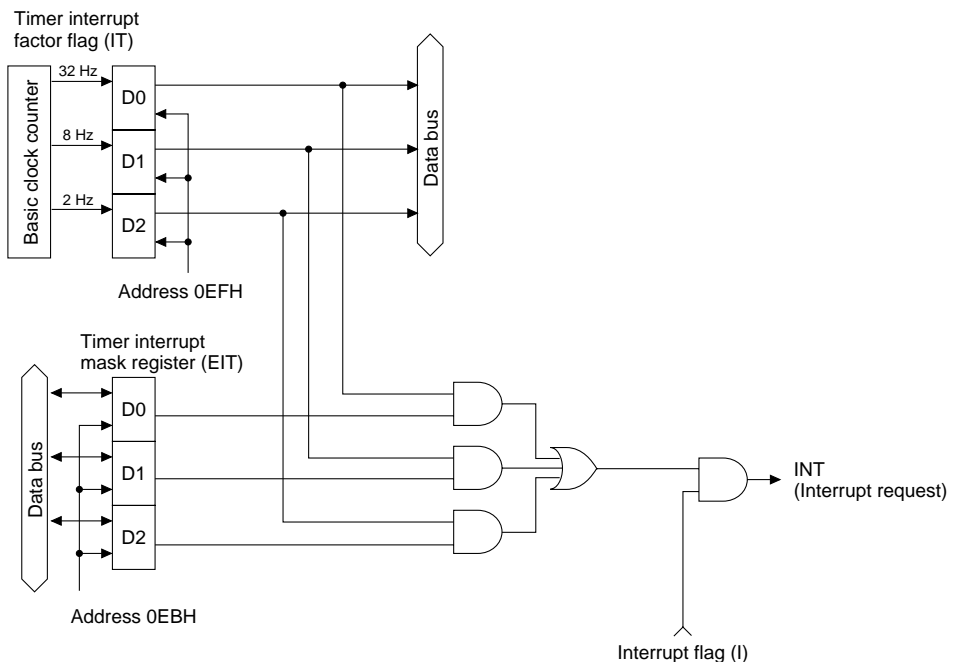 Timer interrupt
factor flag (IT)
Basic clock counter
32 Hz
D0
8 Hz
D1
2 Hz
D2
Data bus
Address 0EFH
Timer interrupt
mask register (EIT)
Data bus
D0
D1
D2
Address 0EBH
INT
(Interrupt request)
Interrupt flag (I)